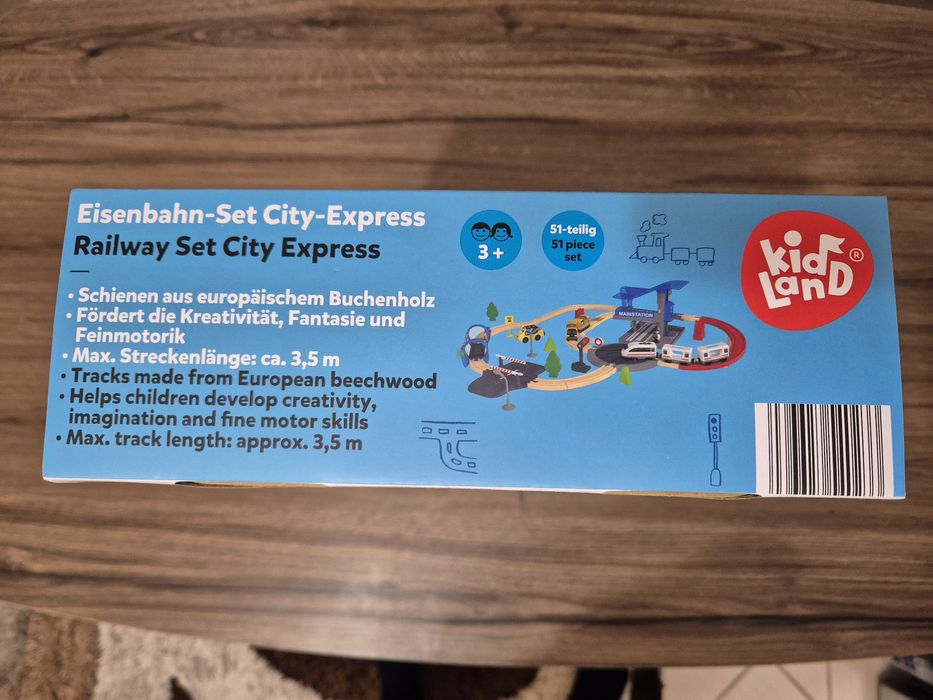 Eisenbahn-Set City-Express
Railway Set City Express
• Schienen aus europäischem Buchenholz
• Fördert die Kreativität, Fantasie und
Feinmotorik
• Max. Streckenlänge: ca. 3,5 m
• Tracks made from European beechwood
• Helps children develop creativity,
imagination and fine motor skills
• Max. track length: approx. 3,5 m
3+
51-teilig
51 piece
set
MAINSTATION
kid
LanD®